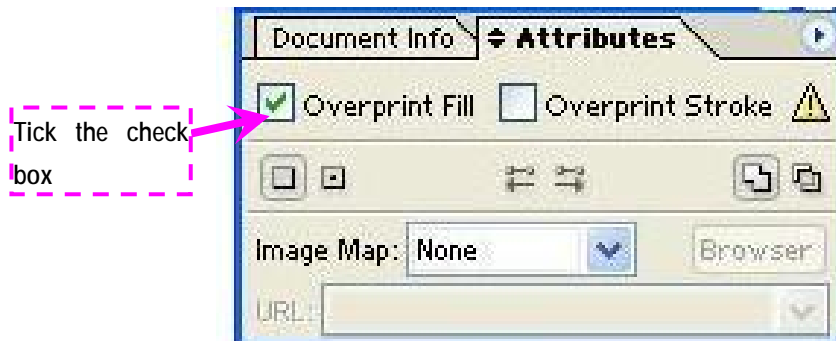 Document Info Attributes
Overprint Fill Overprint Stroke
Tick the check
box
Image Map: None Browser
URL: